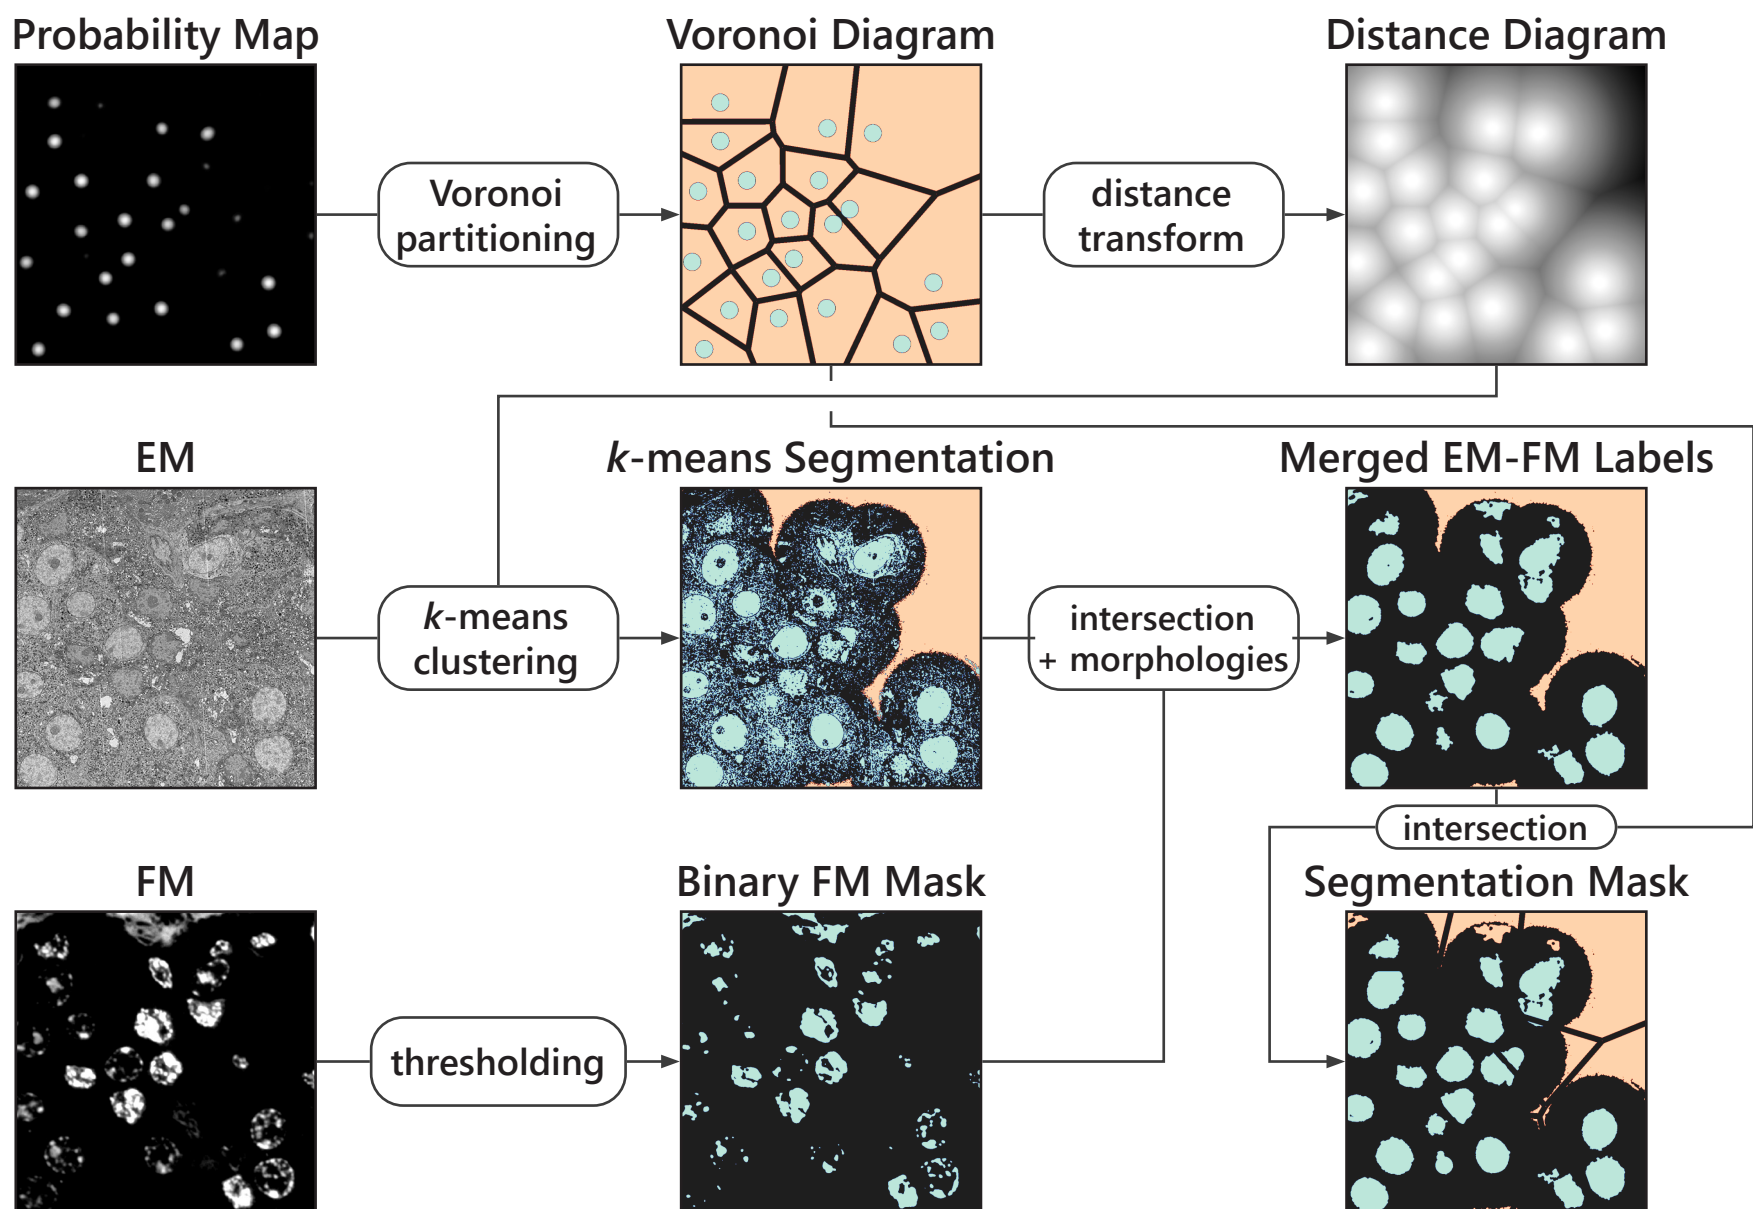 Probability Map
Voronoi Diagram
Distance Diagram
Voronoi
partitioning
distance
transform
EM
k-means Segmentation
Merged EM-FM Labels
k-means
clustering
intersection
+ morphologies
intersection
FM
Binary FM Mask
Segmentation Mask
thresholding